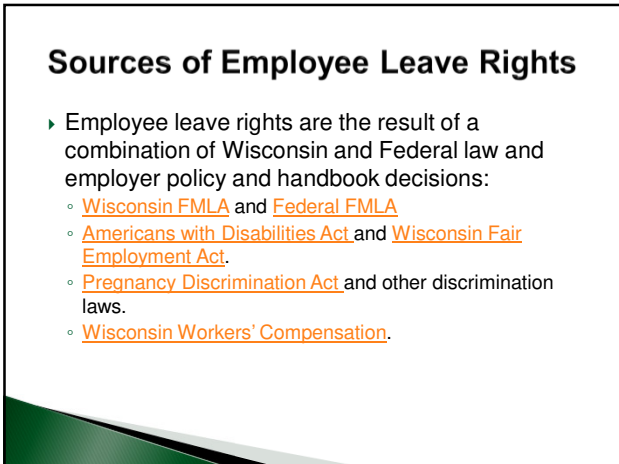 Sources of Employee Leave Rights
Employee leave rights are the result of a
combination of Wisconsin and Federal law and
employer policy and handbook decisions:
◦ Wisconsin FMLA and Federal FMLA
◦ Americans with Disabilities Act and Wisconsin Fair
Employment Act.
◦ Pregnancy Discrimination Act and other discrimination
laws.
◦ Wisconsin Workers’ Compensation.